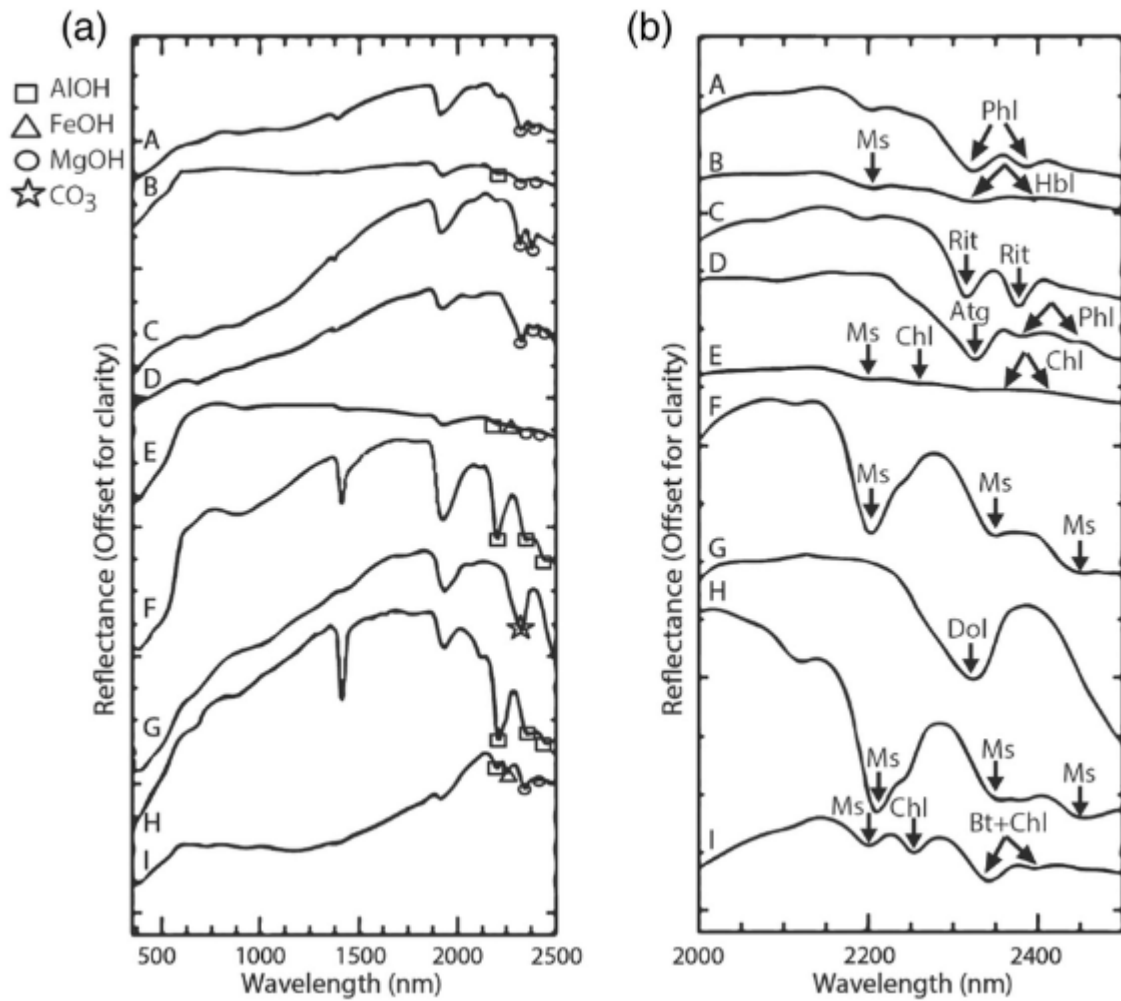 (a)
AlOH
FeOH
MgOH
CO3
A
B
C
D
E
F
G
H
I
Reflectance (Offset for clarity)
500 1000 1500 2000 2500
Wavelength (nm)
(b)
A
Phl
B
Ms
Hbl
C
Rit
Rit
D
Atg
Phl
E
Ms
Chl
Chl
F
Ms
Ms
Ms
G
H
Dol
Ms
Ms
Ms
Ms
Chl
Bt+Chl
I
Reflectance (Offset for clarity)
2000 2200 2400
Wavelength (nm)